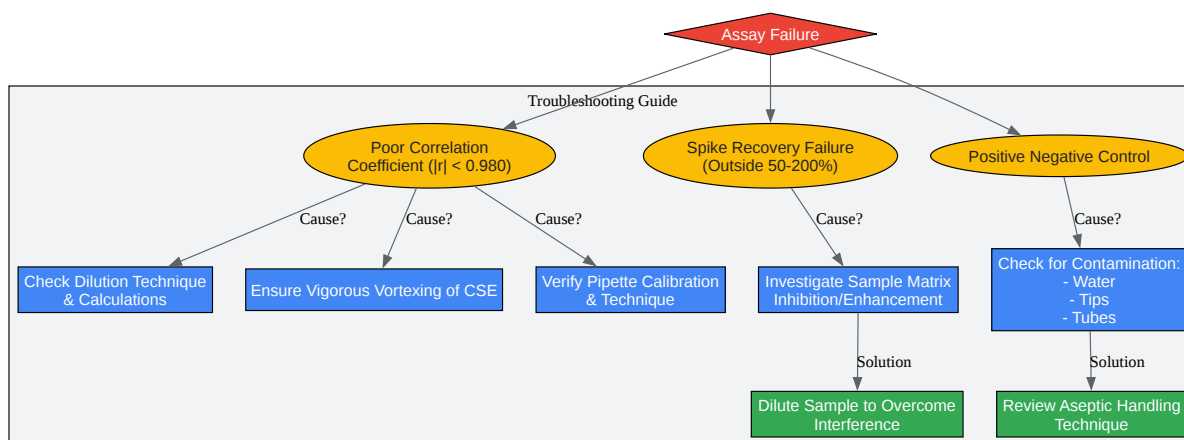 Assay Failure
Troubleshooting Guide
Poor Correlation
Coefficient (|r| < 0.980)
Spike Recovery Failure
(Outside 50-200%)
Positive Negative Control
Cause?
Cause?
Cause?
Cause?
Cause?
Check Dilution Technique
& Calculations
Ensure Vigorous Vortexing of CSE
Verify Pipette Calibration
& Technique
Investigate Sample Matrix
Inhibition/Enhancement
Check for Contamination:
- Water
- Tips
- Tubes
Solution
Solution
Dilute Sample to Overcome
Interference
Review Aseptic Handling
Technique